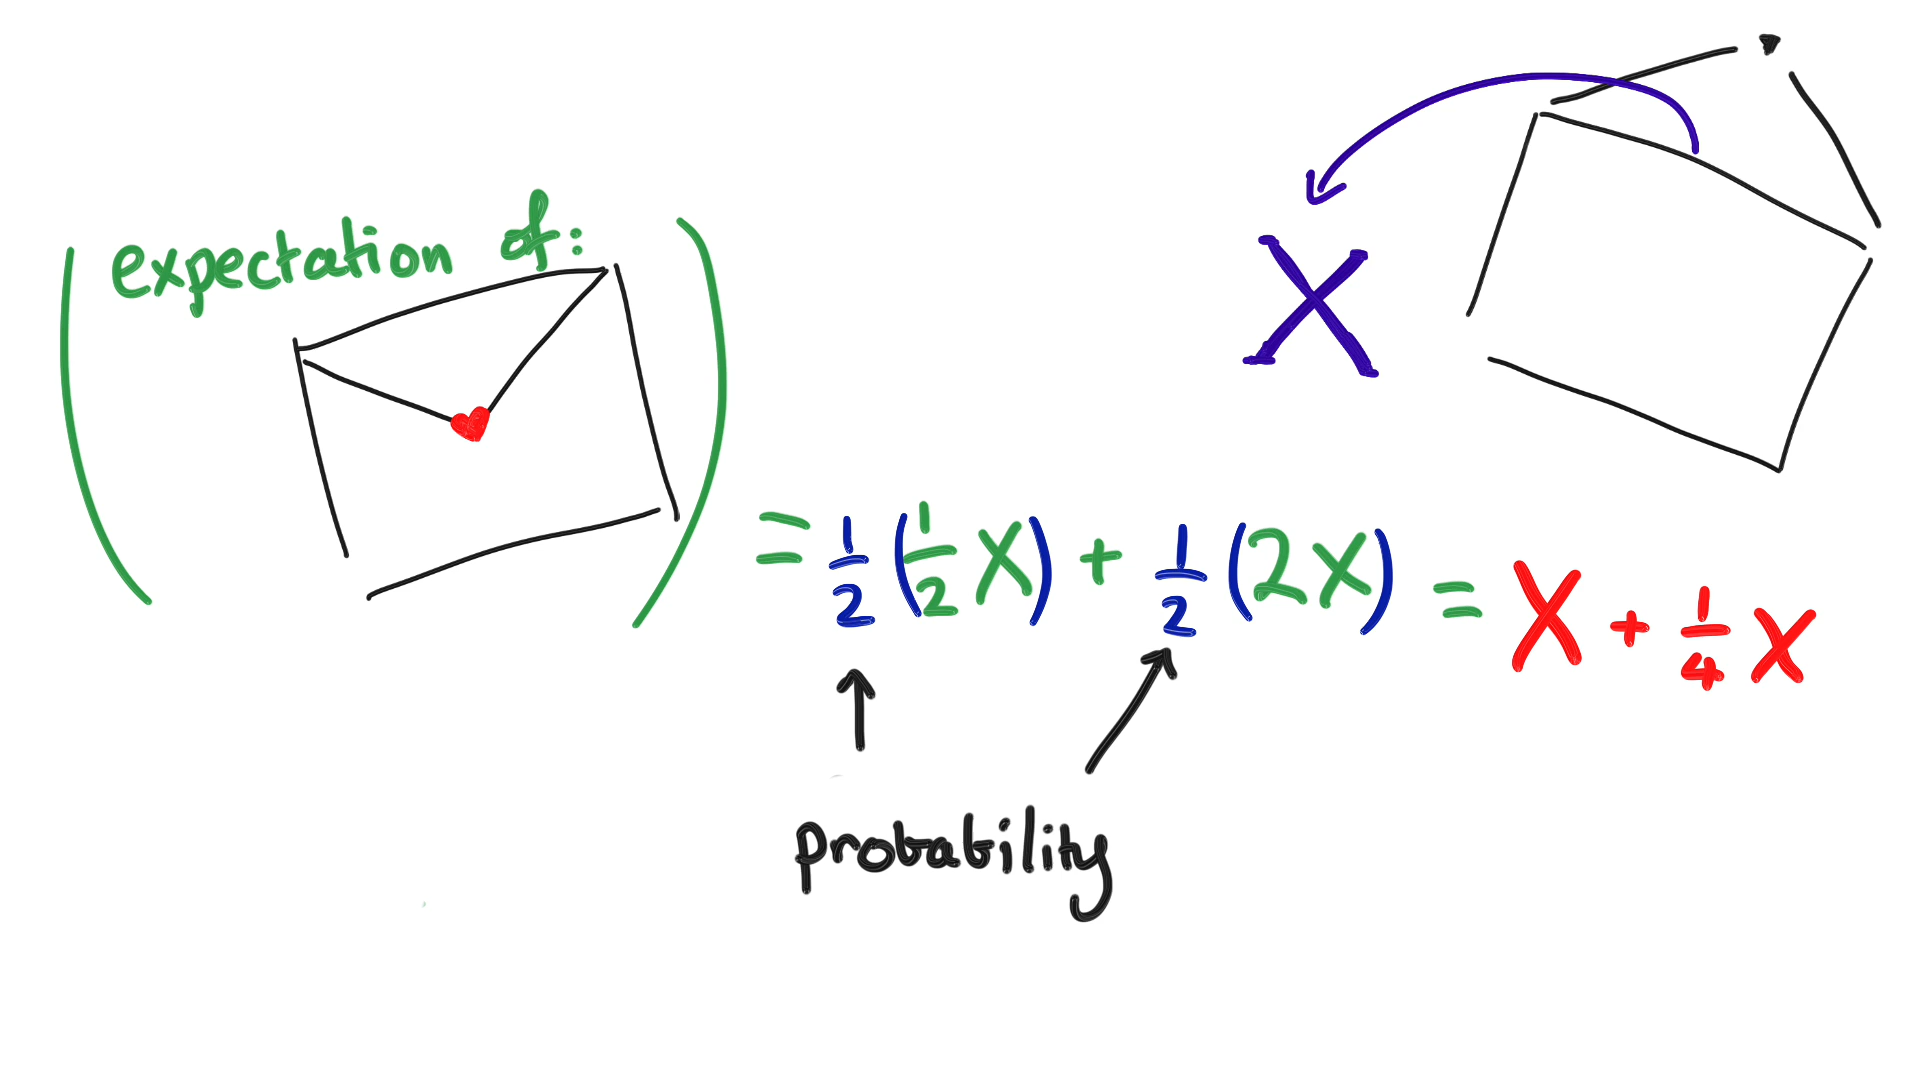 expectation of:
X
= 1/2 (1/2 X) + 1/2 (2X) = X + 1/4 X
probability